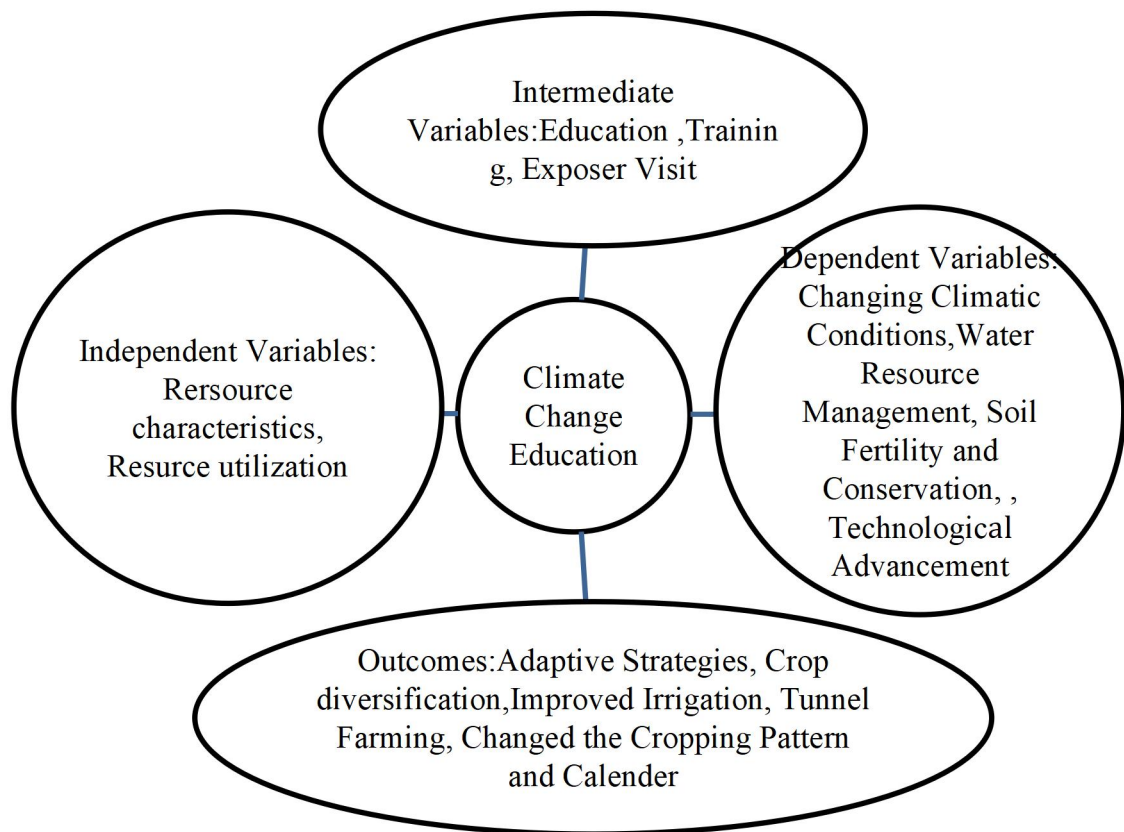 Intermediate
Variables:Education ,Trainin
g, Exposer Visit
Independent Variables:
Rersource
characteristics,
Resurce utilization
Climate
Change
Education
Dependent Variables:
Changing Climatic
Conditions,Water
Resource
Management, Soil
Fertility and
Conservation, ,
Technological
Advancement
Outcomes:Adaptive Strategies, Crop
diversification,Improved Irrigation, Tunnel
Farming, Changed the Cropping Pattern
and Calender